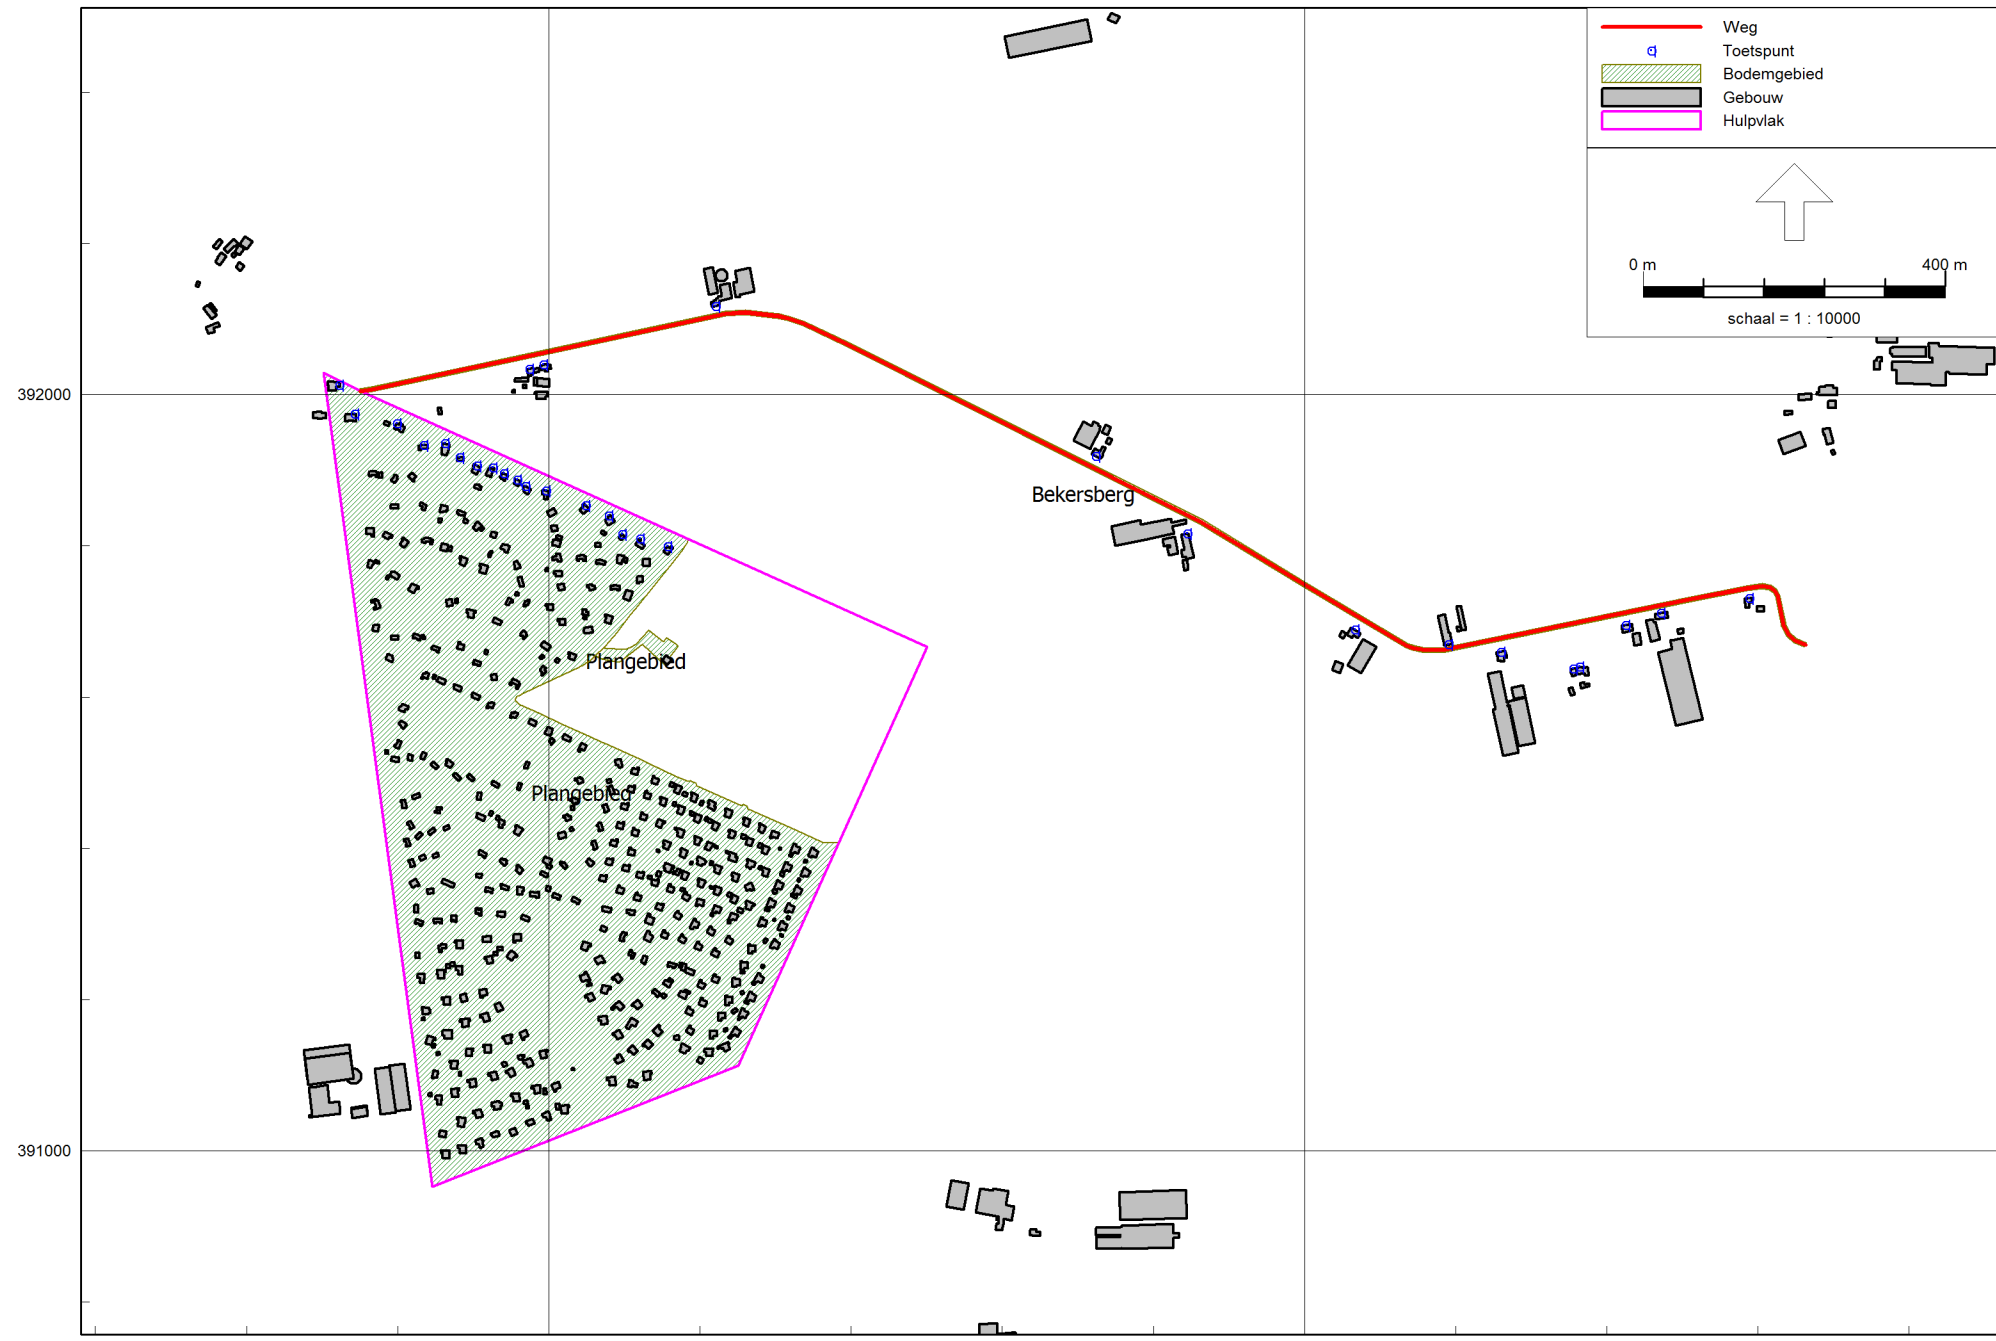 Weg
Toetspunt
Bodemgebied
Gebouw
Hulpvlak
0 m 400 m
schaal = 1 : 10000
392000
Bekersberg
Plangebied
Plangebied
391000